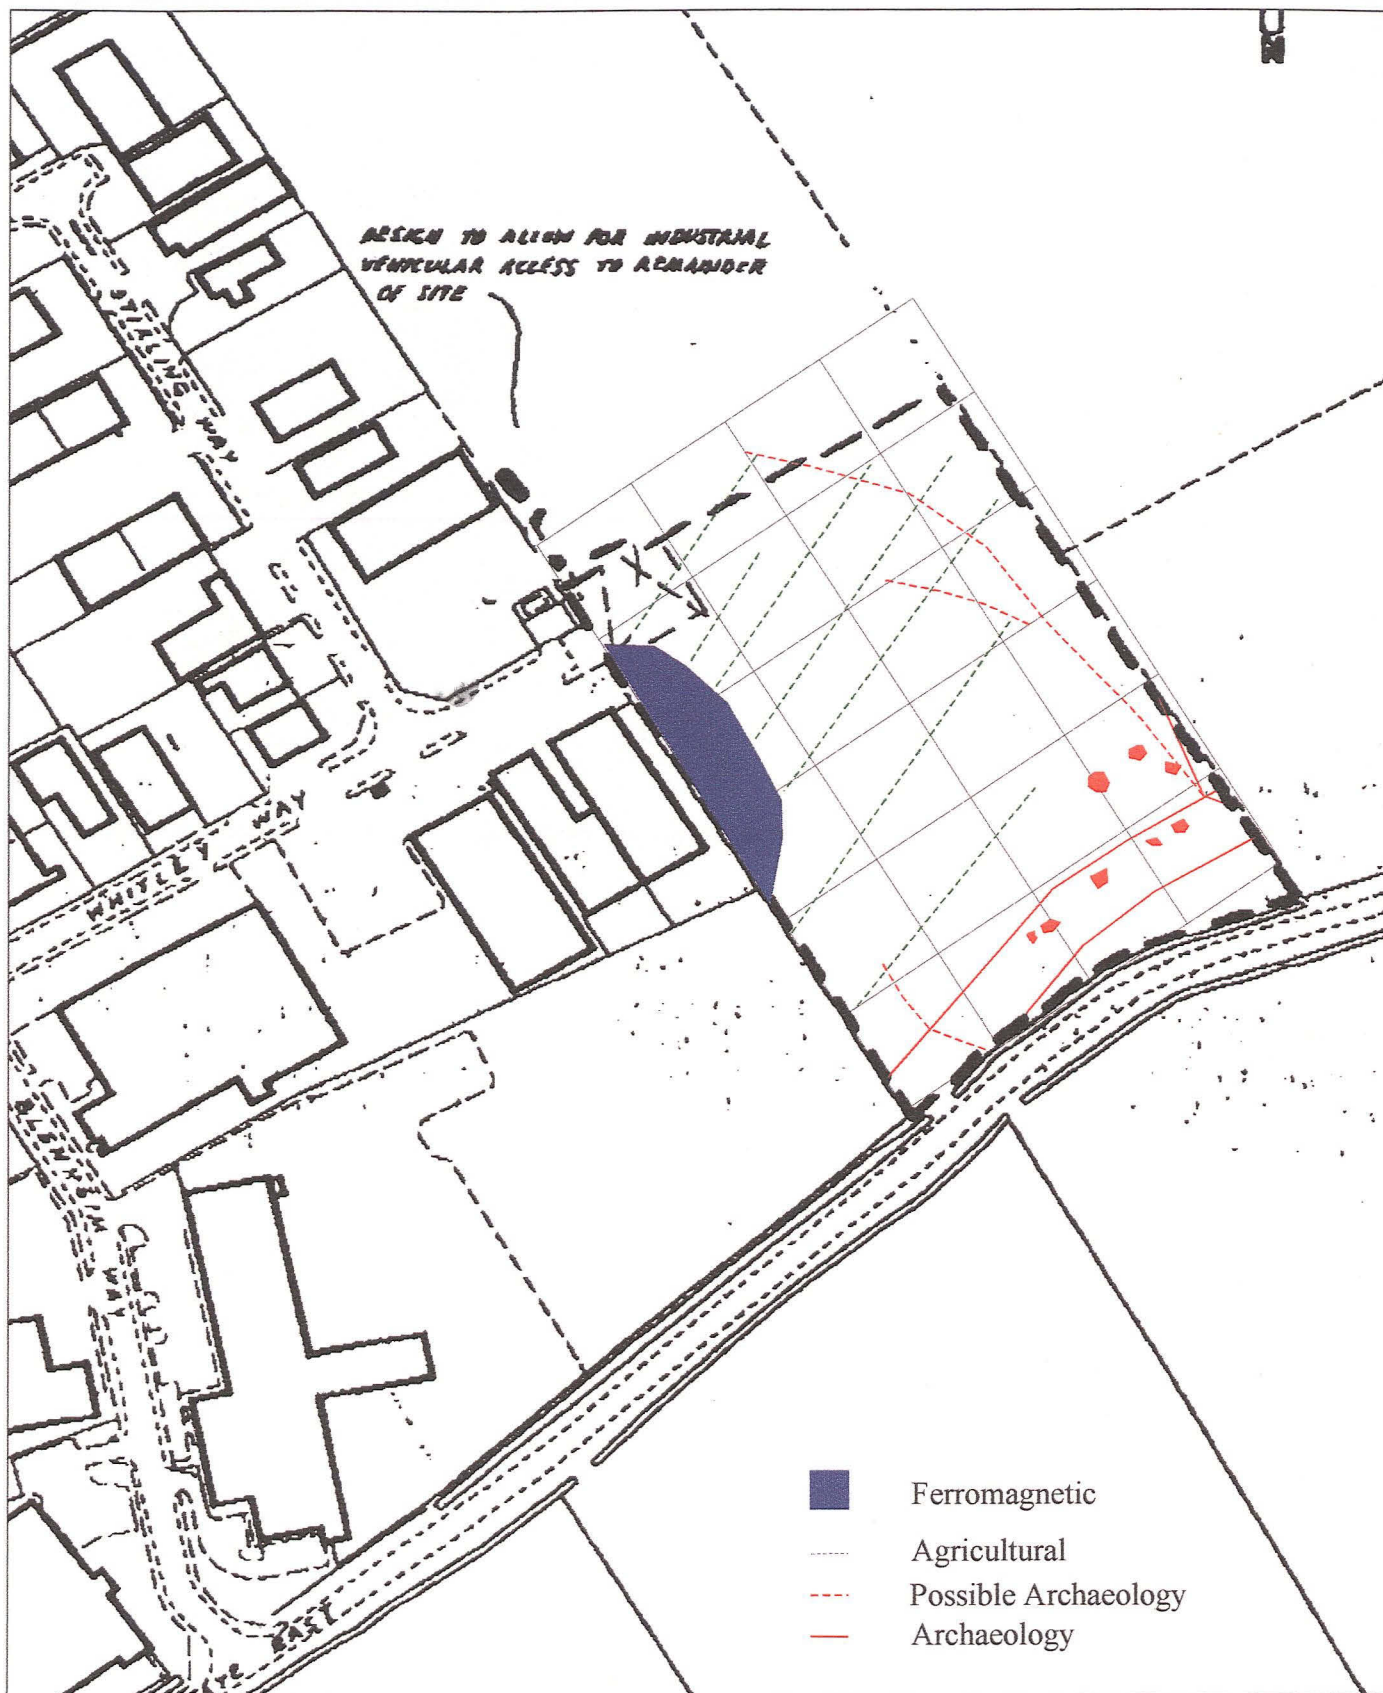 DESIGN TO ALLOW FOR INDUSTRIAL
VEHICULAR ACCESS TO REMAINDER
OF SITE
STIRLING WAY
WHITLEY WAY
BLENHEIM WAY
EAST
Ferromagnetic
Agricultural
Possible Archaeology
Archaeology